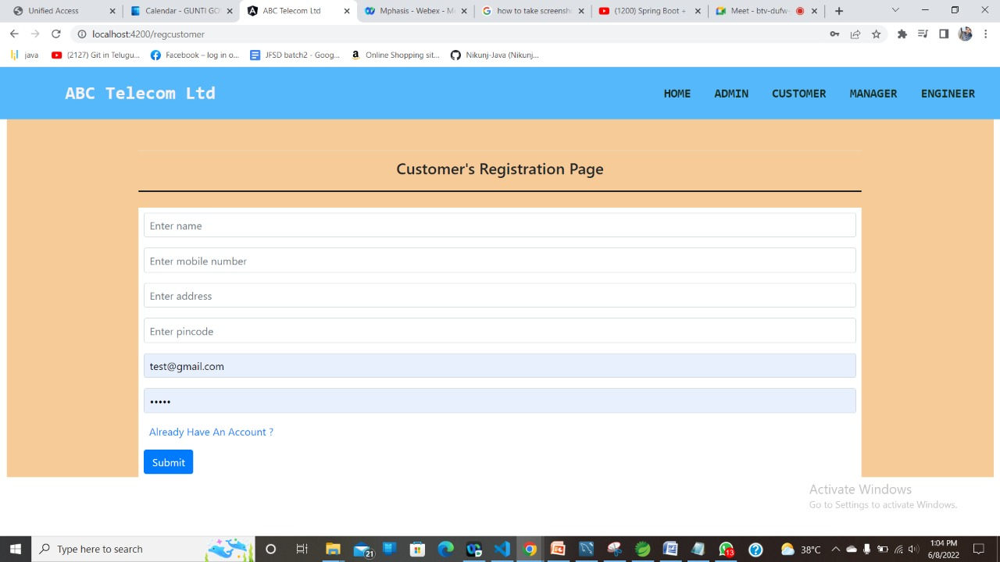 Unified Access
Calendar - GUNTI GO
ABC Telecom Ltd
Mphasis - Webex - M
how to take screensh
(1200) Spring Boot +
Meet - btv-dufw-
localhost:4200/regcustomer
java
(2127) Git in Telugu...
Facebook – log in o...
JFSD batch2 - Goog...
Online Shopping sit...
Nikunj-Java (Nikunj...
ABC Telecom Ltd
HOME ADMIN CUSTOMER MANAGER ENGINEER
Customer's Registration Page
Enter name
Enter mobile number
Enter address
Enter pincode
test@gmail.com
•••••
Already Have An Account ?
Submit
Activate Windows
Go to Settings to activate Windows.
Type here to search
21
13
38°C
1:04 PM
6/8/2022